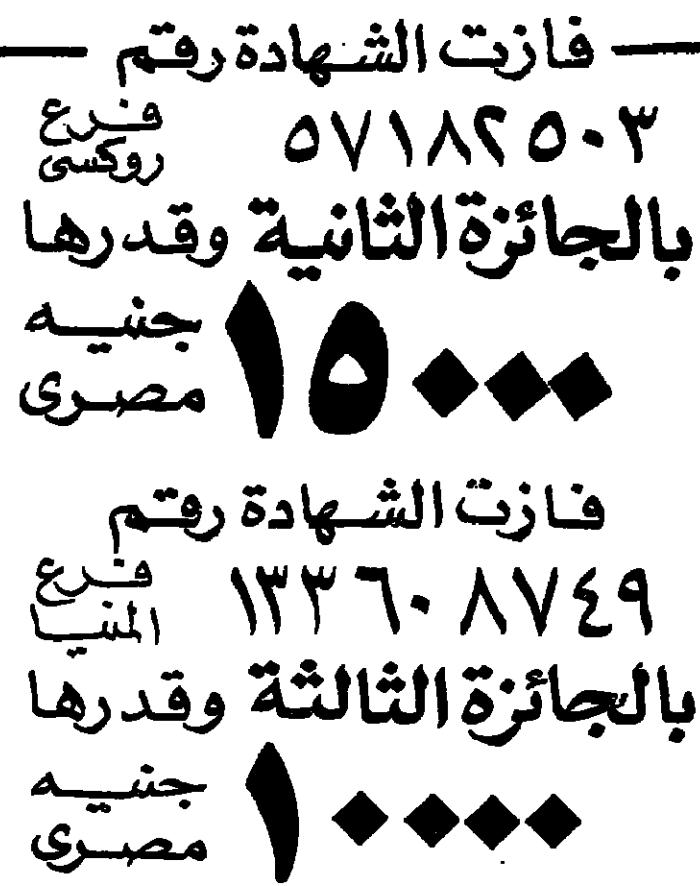 فازت الشهادة رقم
٥٧١٨٢٥٠٣ فرع روكسى
بالجائزة الثانية وقدرها
١٥٠٠٠ جنيه مصرى
فازت الشهادة رقم
١٣٣٦٠٨٧٤٩ فرع المنيا
بالجائزة الثالثة وقدرها
١٠٠٠٠ جنيه مصرى